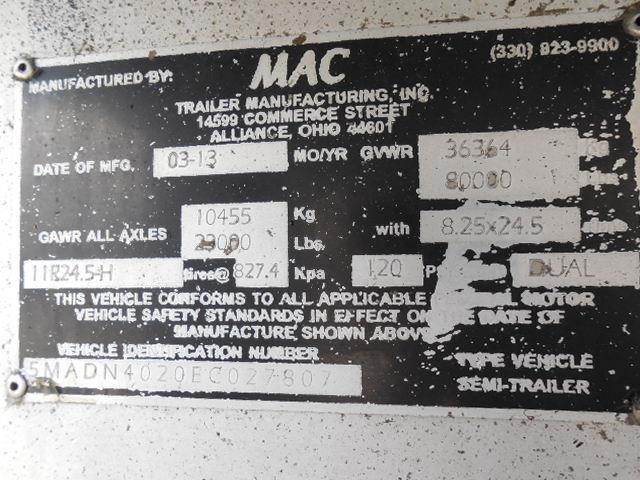 MANUFACTURED BY: MAC (330) 823-9900
TRAILER MANUFACTURING, INC.
14599 COMMERCE STREET
ALLIANCE, OHIO 44601
DATE OF MFG. 03-13 MO/YR GVWR 36364
80000
GAWR ALL AXLES 10455 Kg with 8.25x24.5
23000 Lbs.
11R24.5-H tires@ 827.4 Kpa 120 DUAL
THIS VEHICLE CONFORMS TO ALL APPLICABLE MOTOR
VEHICLE SAFETY STANDARDS IN EFFECT ON THE DATE OF
MANUFACTURE SHOWN ABOVE
VEHICLE IDENTIFICATION NUMBER TYPE VEHICLE
5MADN4020EC027807 SEMI-TRAILER